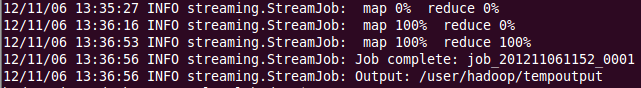 12/11/06 13:35:27 INFO streaming.StreamJob:  map 0%  reduce 0%
12/11/06 13:36:16 INFO streaming.StreamJob:  map 100%  reduce 0%
12/11/06 13:36:53 INFO streaming.StreamJob:  map 100%  reduce 100%
12/11/06 13:36:56 INFO streaming.StreamJob: Job complete: job_201211061152_0001
12/11/06 13:36:56 INFO streaming.StreamJob: Output: /user/hadoop/tempoutput